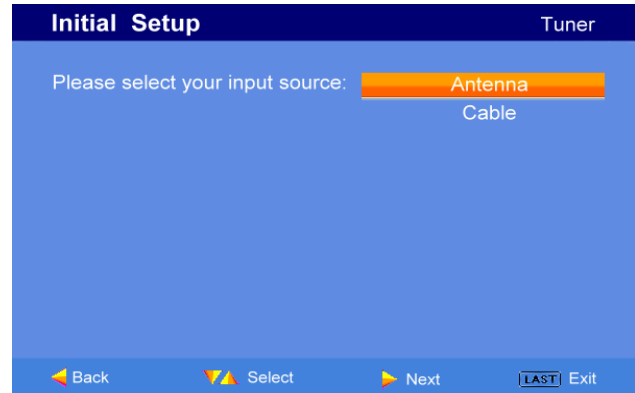 Initial Setup Tuner
Please select your input source: Antenna
Cable
Back Select Next LAST Exit